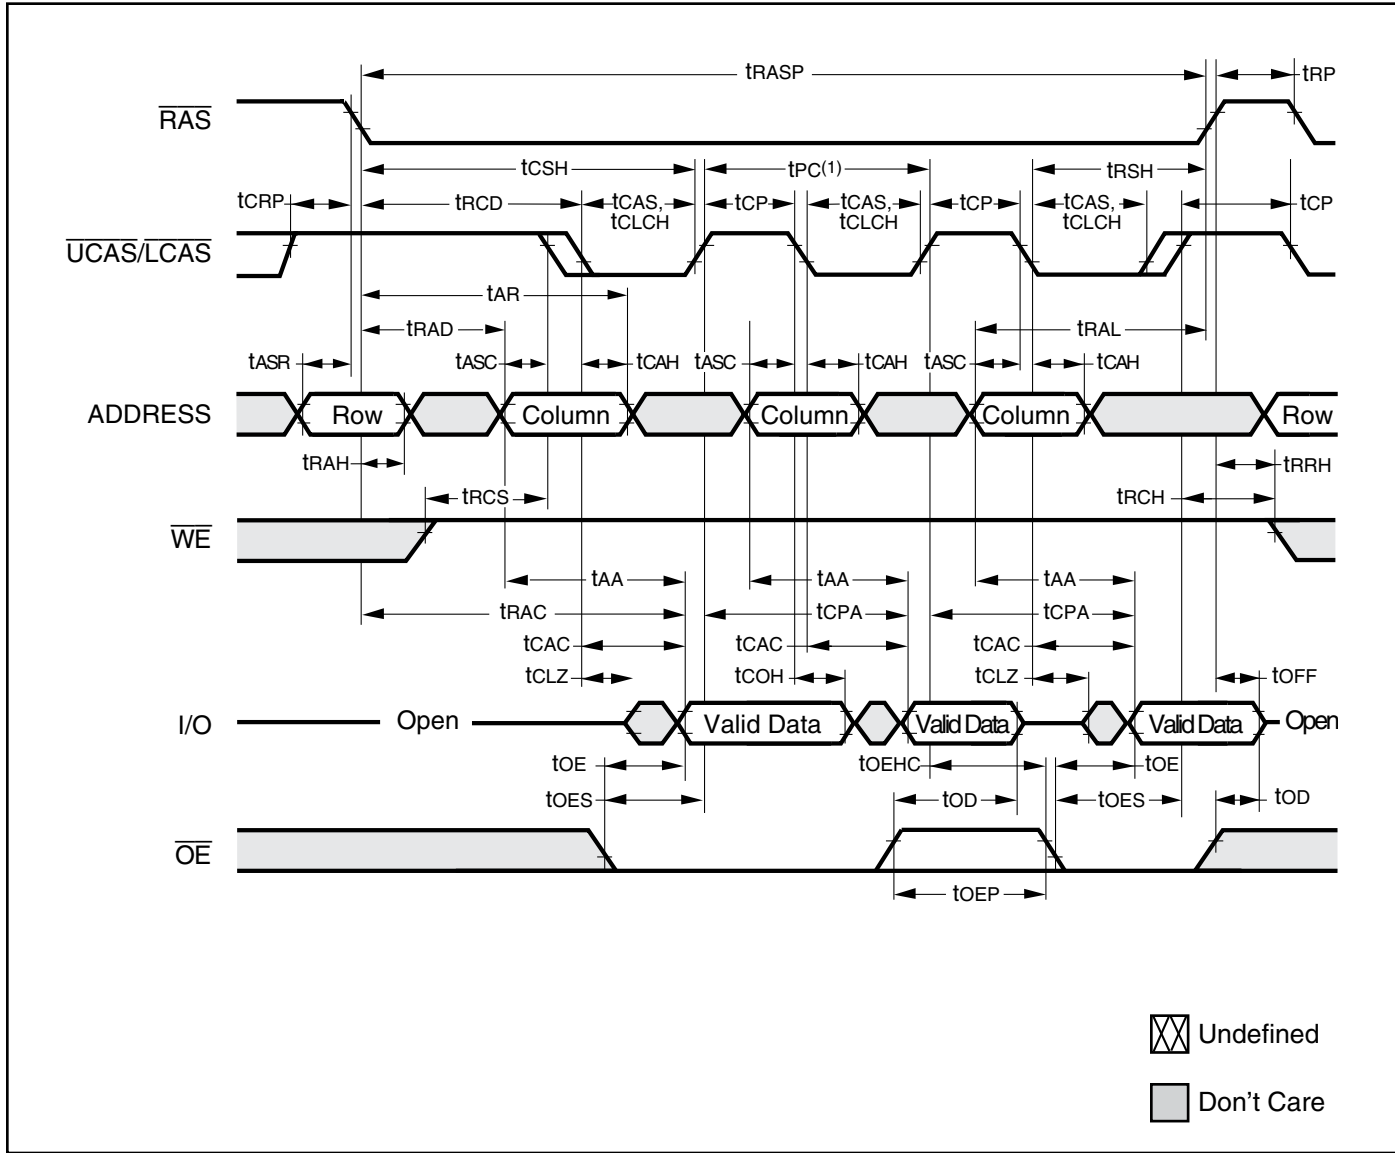 tRASP
tRP
RAS
tCSH
tPC(1)
tRSH
tCRP
tRCD
tCAS,
tCLCH
tCP
tCAS,
tCLCH
tCP
tCAS,
tCLCH
tCP
UCAS/LCAS
tAR
tRAD
tRAL
tASR
tASC
tCAH
tASC
tCAH
tASC
tCAH
ADDRESS
Row
Column
Column
Column
Row
tRAH
tRRH
tRCS
tRCH
WE
tAA
tAA
tAA
tRAC
tCPA
tCPA
tCAC
tCAC
tCAC
tCLZ
tCOH
tCLZ
tOFF
I/O
Open
Valid Data
Valid Data
Valid Data
Open
tOE
tOEHC
tOE
tOES
tOD
tOES
tOD
OE
tOEP
Undefined
Don't Care